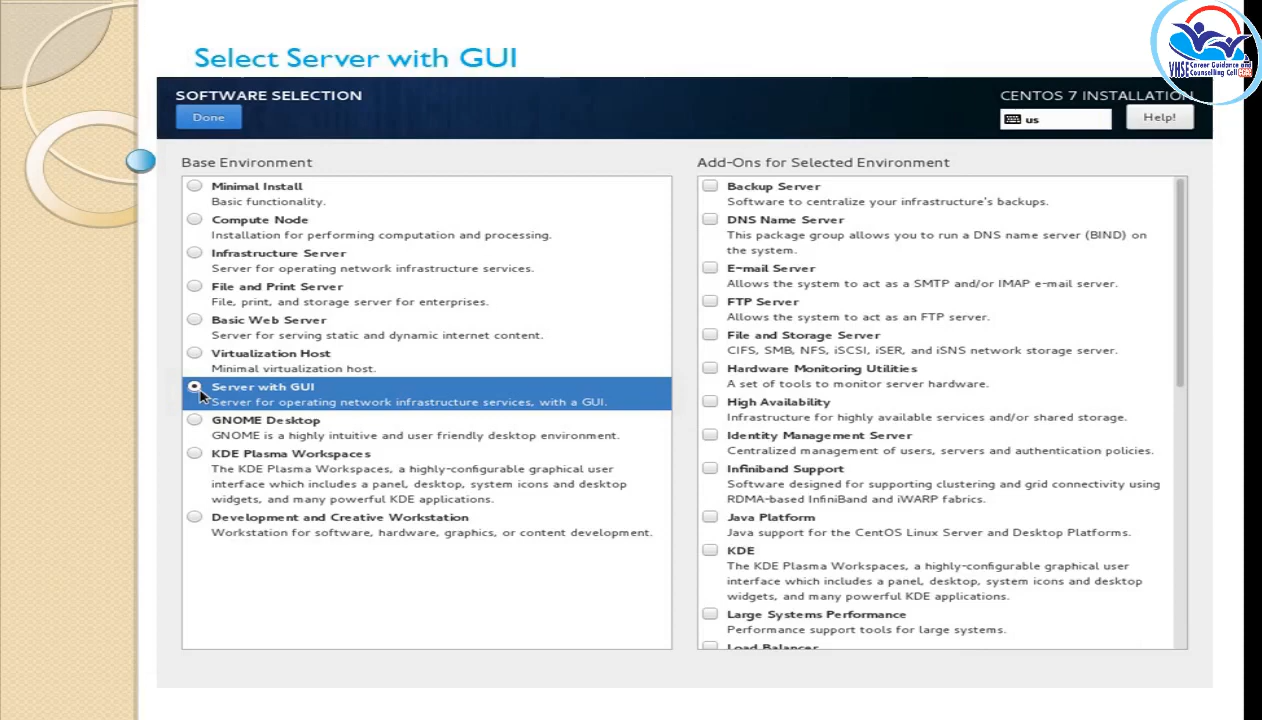 Select Server with GUI
VHSE Career Guidance and
Counselling Cell
SOFTWARE SELECTION
CENTOS 7 INSTALLATION
Done
us
Help!
Base Environment
Minimal Install
Basic functionality.
Compute Node
Installation for performing computation and processing.
Infrastructure Server
Server for operating network infrastructure services.
File and Print Server
File, print, and storage server for enterprises.
Basic Web Server
Server for serving static and dynamic internet content.
Virtualization Host
Minimal virtualization host.
Server with GUI
Server for operating network infrastructure services, with a GUI.
GNOME Desktop
GNOME is a highly intuitive and user friendly desktop environment.
KDE Plasma Workspaces
The KDE Plasma Workspaces, a highly-configurable graphical user
interface which includes a panel, desktop, system icons and desktop
widgets, and many powerful KDE applications.
Development and Creative Workstation
Workstation for software, hardware, graphics, or content development.
Add-Ons for Selected Environment
Backup Server
Software to centralize your infrastructure's backups.
DNS Name Server
This package group allows you to run a DNS name server (BIND) on
the system.
E-mail Server
Allows the system to act as a SMTP and/or IMAP e-mail server.
FTP Server
Allows the system to act as an FTP server.
File and Storage Server
CIFS, SMB, NFS, iSCSI, iSER, and iSNS network storage server.
Hardware Monitoring Utilities
A set of tools to monitor server hardware.
High Availability
Infrastructure for highly available services and/or shared storage.
Identity Management Server
Centralized management of users, servers and authentication policies.
Infiniband Support
Software designed for supporting clustering and grid connectivity using
RDMA-based InfiniBand and iWARP fabrics.
Java Platform
Java support for the CentOS Linux Server and Desktop Platforms.
KDE
The KDE Plasma Workspaces, a highly-configurable graphical user
interface which includes a panel, desktop, system icons and desktop
widgets, and many powerful KDE applications.
Large Systems Performance
Performance support tools for large systems.
Load Balancer